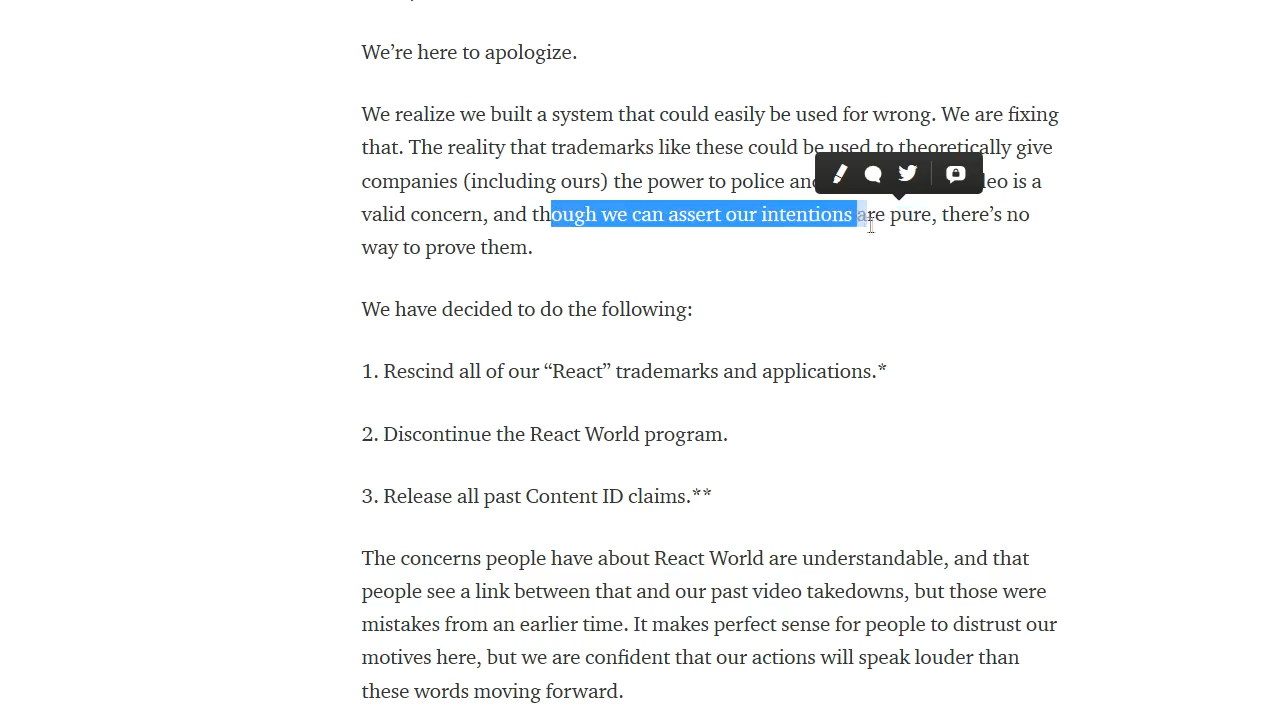 We’re here to apologize.
We realize we built a system that could easily be used for wrong. We are fixing
that. The reality that trademarks like these could be used to theoretically give
companies (including ours) the power to police and is a
valid concern, and though we can assert our intentions are pure, there’s no
way to prove them.
We have decided to do the following:
1. Rescind all of our “React” trademarks and applications.*
2. Discontinue the React World program.
3. Release all past Content ID claims.**
The concerns people have about React World are understandable, and that
people see a link between that and our past video takedowns, but those were
mistakes from an earlier time. It makes perfect sense for people to distrust our
motives here, but we are confident that our actions will speak louder than
these words moving forward.